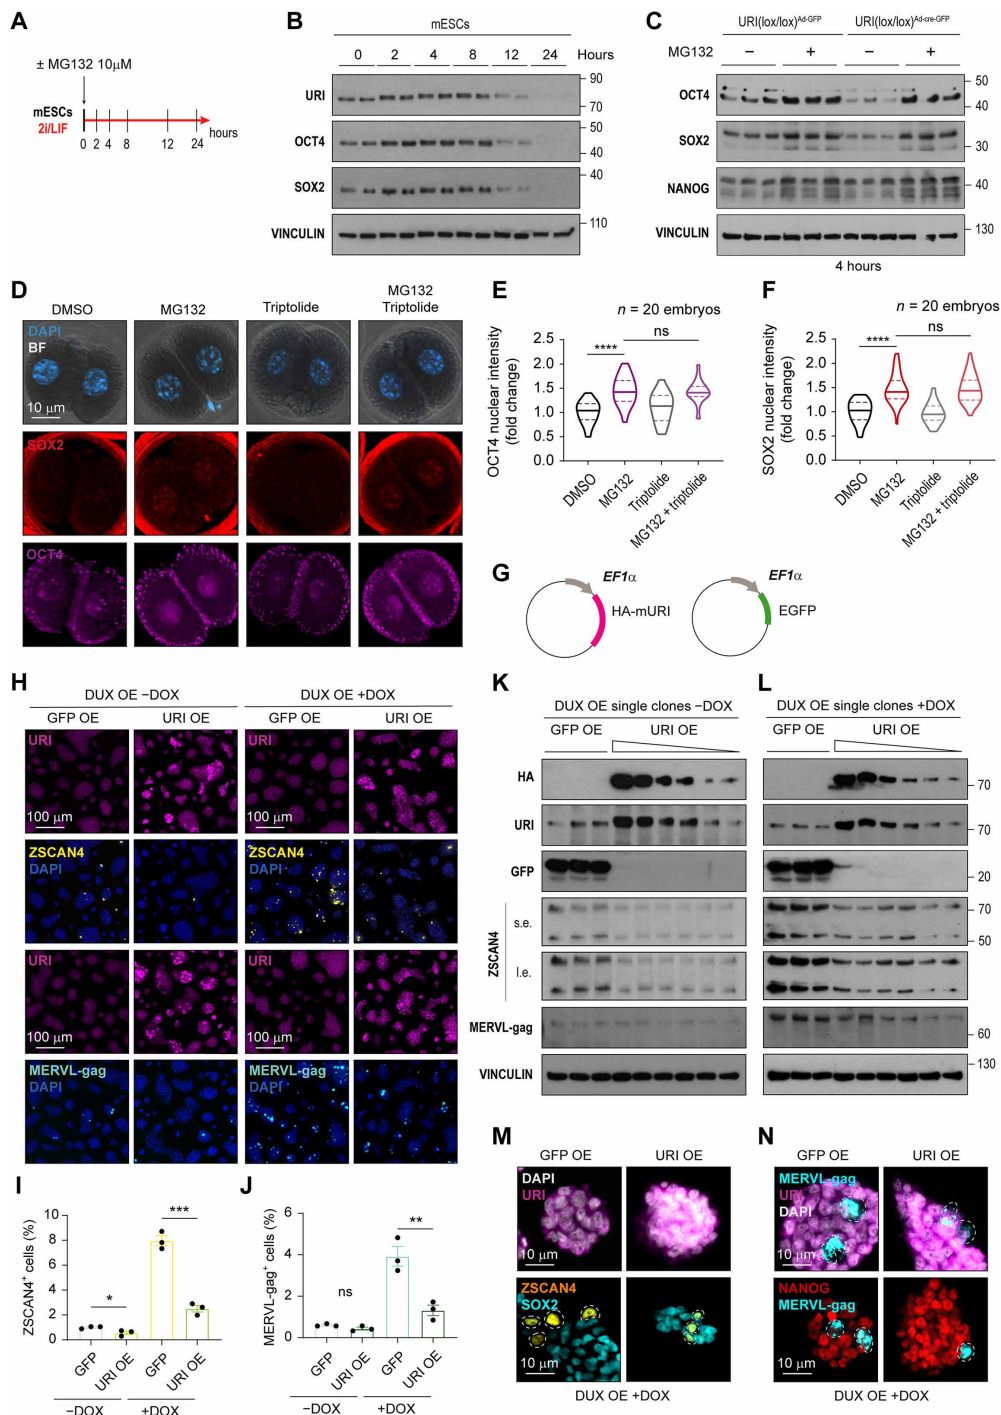 A
± MG132 10μM
mESCs
2i/LIF
0 2 4 8 12 24
hours
B
mESCs
0 2 4 8 12 24 Hours
URI
90
70
OCT4
50
40
SOX2
40
VINCULIN
110
C
URI(lox/lox)Ad-GFP URI(lox/lox)Ad-cre-GFP
MG132 − + − +
OCT4
50
40
SOX2
30
NANOG
40
VINCULIN
130
4 hours
D
DMSO MG132 Triptolide MG132 Triptolide
DAPI
BF
10 μm
SOX2
OCT4
E
n = 20 embryos
ns
****
OCT4 nuclear intensity
(fold change)
2.5
2.0
1.5
1.0
0.5
0.0
DMSO
MG132
Triptolide
MG132 + triptolide
F
n = 20 embryos
ns
****
SOX2 nuclear intensity
(fold change)
2.5
2.0
1.5
1.0
0.5
0.0
DMSO
MG132
Triptolide
MG132 + triptolide
G
EF1α
HA-mURI
EF1α
EGFP
H
DUX OE −DOX DUX OE +DOX
GFP OE URI OE GFP OE URI OE
URI URI
100 μm 100 μm
ZSCAN4 ZSCAN4
DAPI DAPI
URI URI
100 μm 100 μm
MERVL-gag MERVL-gag
DAPI DAPI
I
ZSCAN4+ cells (%)
10
8
6
4
2
0
*
***
GFP
URI OE
GFP
URI OE
−DOX +DOX
J
MERVL-gag+ cells (%)
6
4
2
0
ns
**
GFP
URI OE
GFP
URI OE
−DOX +DOX
K
DUX OE single clones −DOX
GFP OE URI OE
HA
URI
GFP
ZSCAN4
s.e.
l.e.
MERVL-gag
VINCULIN
L
DUX OE single clones +DOX
GFP OE URI OE
70
70
20
70
50
60
130
M
GFP OE URI OE
DAPI
URI
10 μm
ZSCAN4
SOX2
10 μm
DUX OE +DOX
N
GFP OE URI OE
MERVL-gag
URI
DAPI
10 μm
NANOG
MERVL-gag
10 μm
DUX OE +DOX